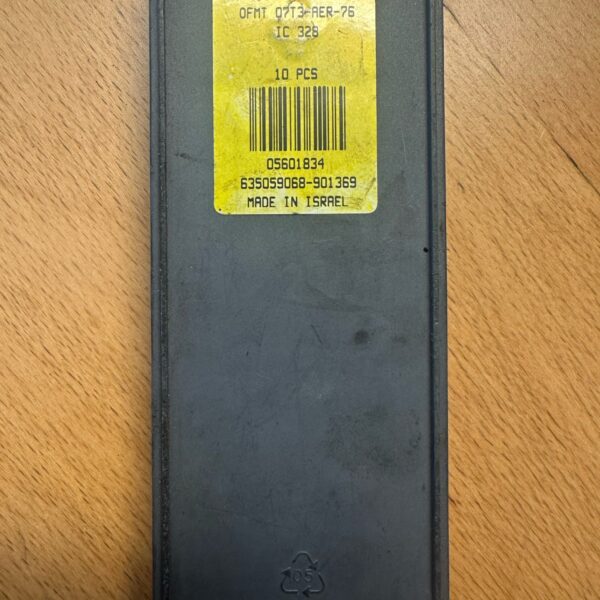 OFMT 07T3-AER-76
IC 328
10 PCS
05601834
635059068-901369
MADE IN ISRAEL
05